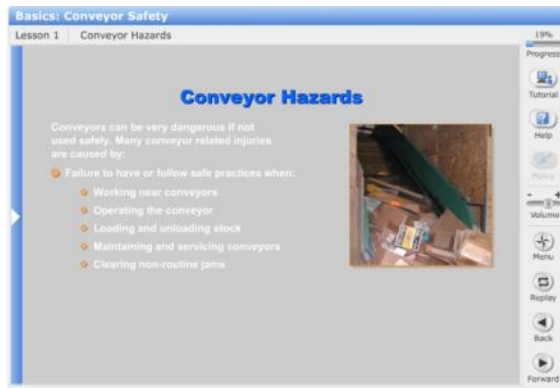 Basics: Conveyor Safety
Lesson 1 Conveyor Hazards
19%
Progress
Tutorial
Help
Policy
- +
Volume
Menu
Replay
Back
Forward
Conveyor Hazards
Conveyors can be very dangerous if not
used safely. Many conveyor related injuries
are caused by:
Failure to have or follow safe practices when:
Working near conveyors
Operating the conveyor
Loading and unloading stock
Maintaining and servicing conveyors
Clearing non-routine jams